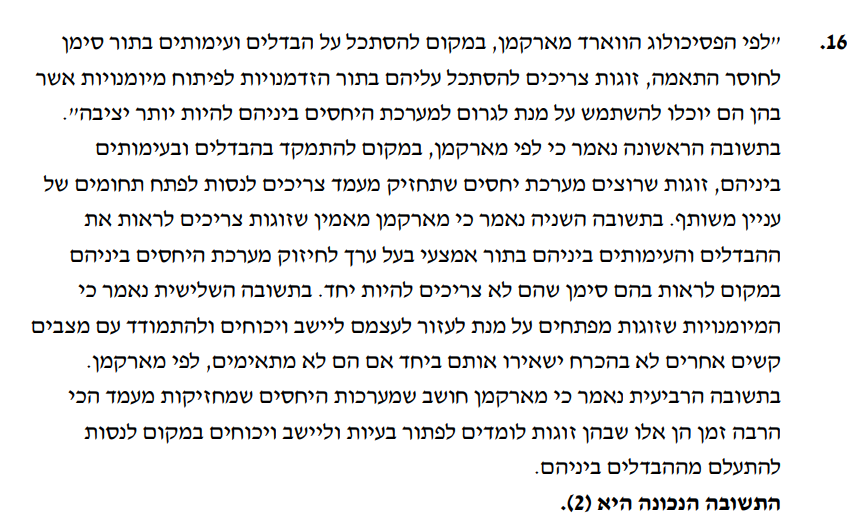 16. "לפי הפסיכולוג הווארד מארקמן, במקום להסתכל על הבדלים ועימותים בתור סימן
לחוסר התאמה, זוגות צריכים להסתכל עליהם בתור הזדמנויות לפיתוח מיומנויות אשר
בהן הם יוכלו להשתמש על מנת לגרום למערכת היחסים ביניהם להיות יותר יציבה".
בתשובה הראשונה נאמר כי לפי מארקמן, במקום להתמקד בהבדלים ובעימותים
ביניהם, זוגות שרוצים מערכת יחסים שתחזיק מעמד צריכים לנסות לפתח תחומים של
עניין משותף. בתשובה השניה נאמר כי מארקמן מאמין שזוגות צריכים לראות את
ההבדלים והעימותים ביניהם בתור אמצעי בעל ערך לחיזוק מערכת היחסים ביניהם
במקום לראות בהם סימן שהם לא צריכים להיות יחד. בתשובה השלישית נאמר כי
המיומנויות שזוגות מפתחים על מנת לעזור לעצמם ליישב ויכוחים ולהתמודד עם מצבים
קשים אחרים לא בהכרח ישאירו אותם ביחד אם הם לא מתאימים, לפי מארקמן.
בתשובה הרביעית נאמר כי מארקמן חושב שמערכות היחסים שמחזיקות מעמד הכי
הרבה זמן הן אלו שבהן זוגות לומדים לפתור בעיות וליישב ויכוחים במקום לנסות
להתעלם מההבדלים ביניהם.
התשובה הנכונה היא (2).